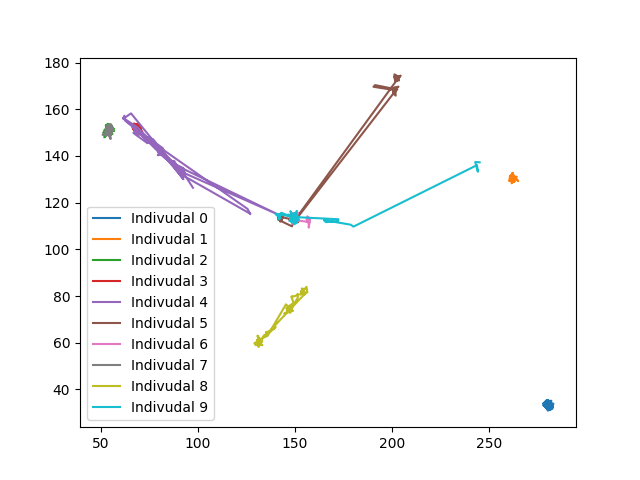 180
160
140
120
100
80
60
40
50
100
150
200
250
Indivudal 0
Indivudal 1
Indivudal 2
Indivudal 3
Indivudal 4
Indivudal 5
Indivudal 6
Indivudal 7
Indivudal 8
Indivudal 9